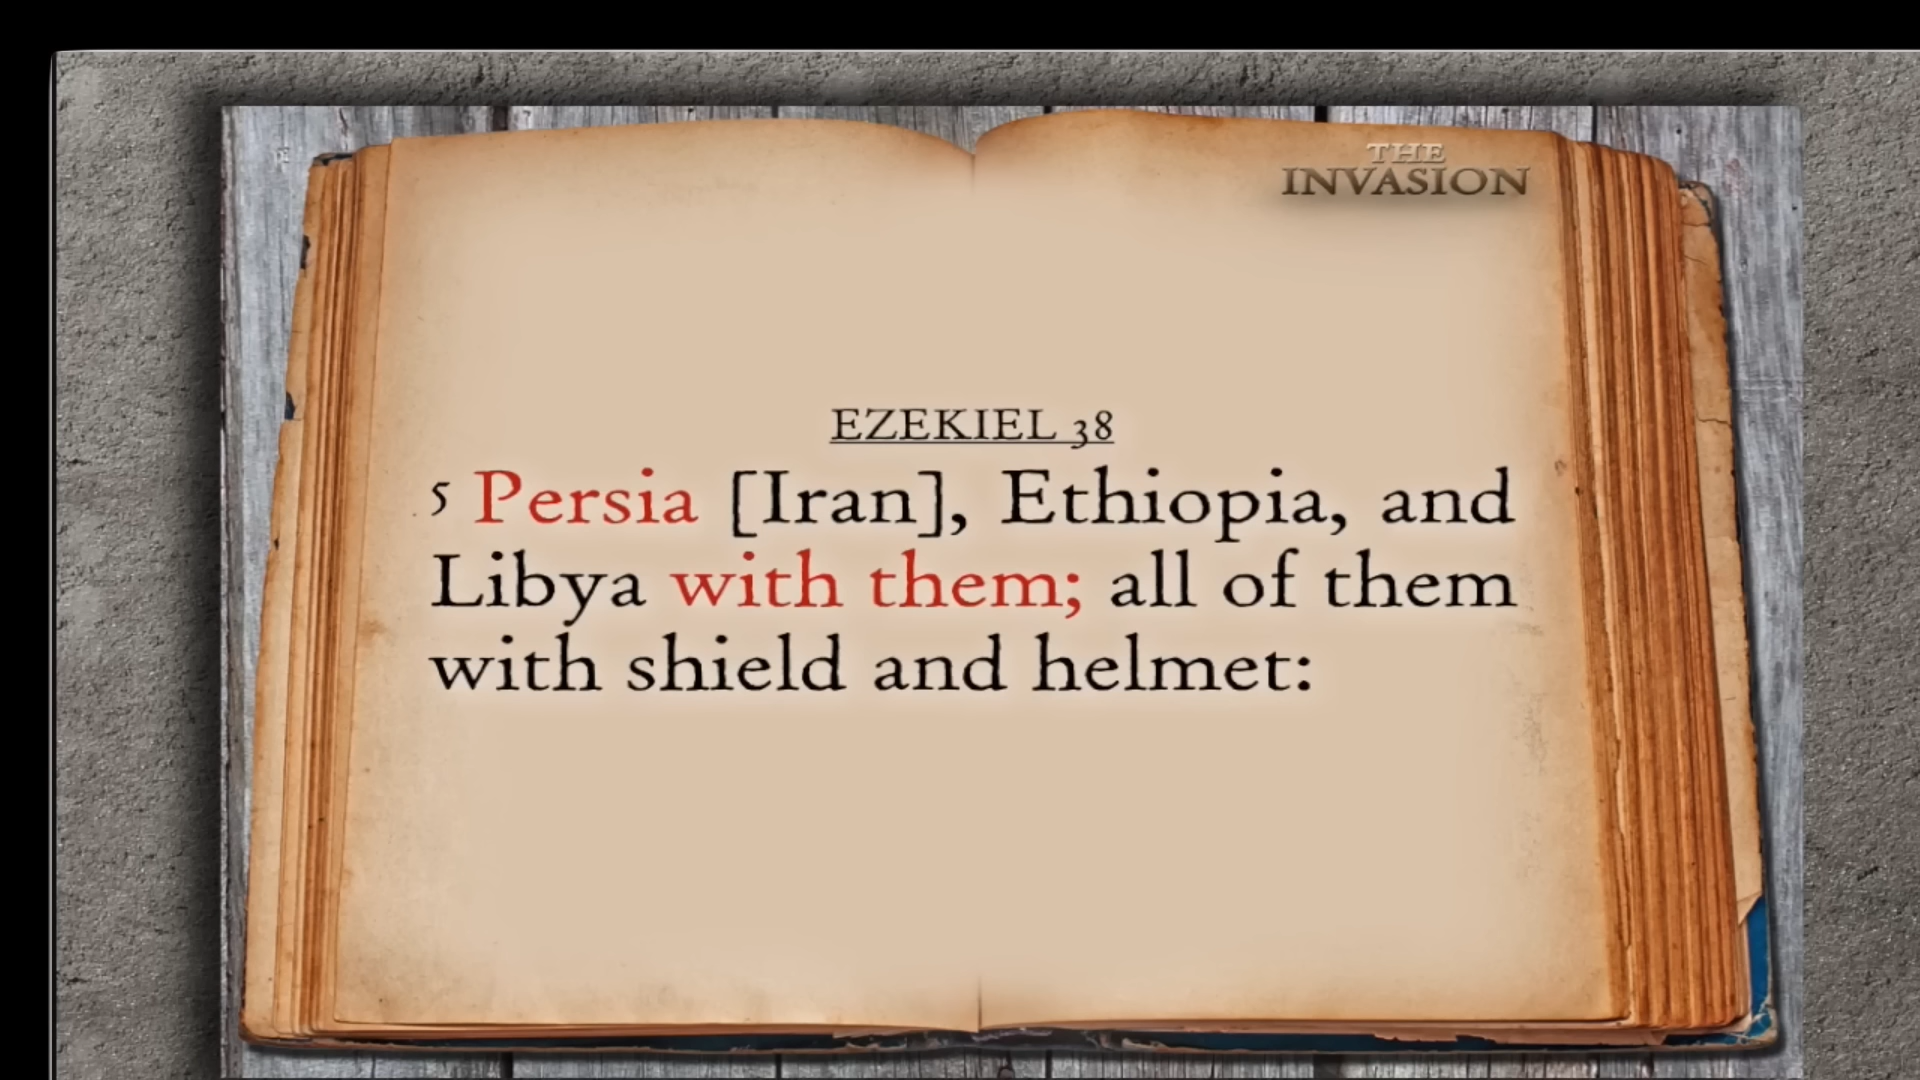 THE
INVASION
EZEKIEL 38
5 Persia [Iran], Ethiopia, and
Libya with them; all of them
with shield and helmet: